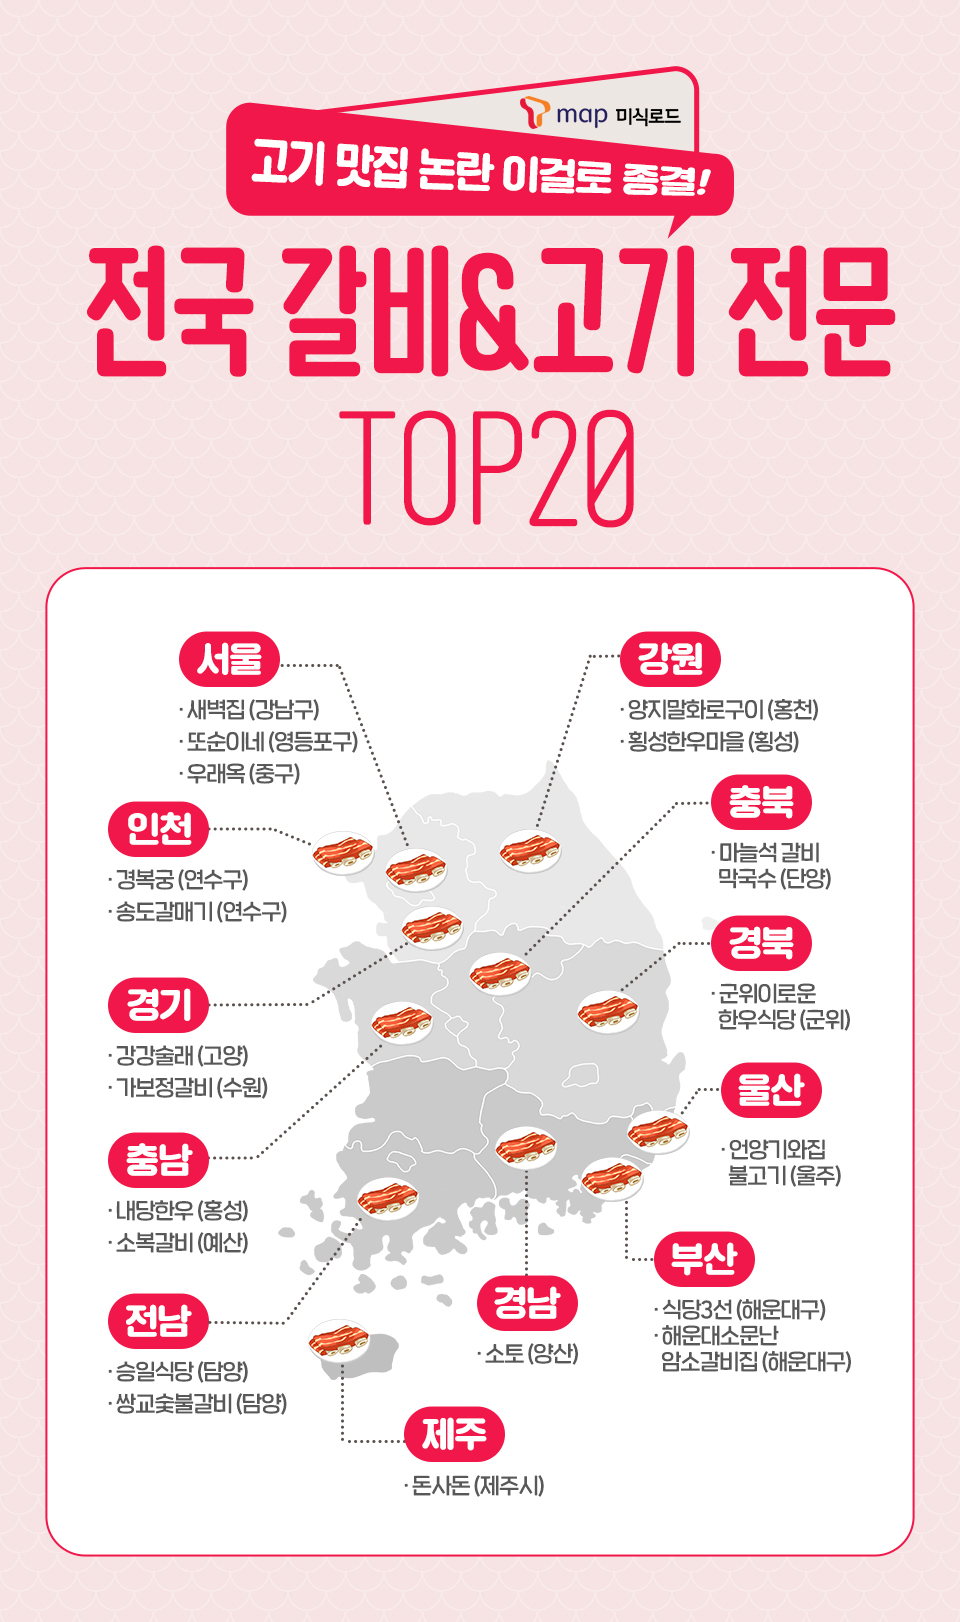 Tmap 미식로드
고기 맛집 논란 이걸로 종결!
전국 갈비&고기 전문
TOP20
서울
· 새벽집 (강남구)
· 또순이네 (영등포구)
· 우래옥 (중구)
강원
· 양지말화로구이 (홍천)
· 횡성한우마을 (횡성)
인천
· 경복궁 (연수구)
· 송도갈매기 (연수구)
충북
· 마늘석 갈비
막국수 (단양)
경기
· 강강술래 (고양)
· 가보정갈비 (수원)
경북
· 군위이로운
한우식당 (군위)
울산
· 언양기와집
불고기 (울주)
충남
· 내당한우 (홍성)
· 소복갈비 (예산)
부산
· 식당3선 (해운대구)
· 해운대소문난
암소갈비집 (해운대구)
경남
· 소토 (양산)
전남
· 승일식당 (담양)
· 쌍교숯불갈비 (담양)
제주
· 돈사돈 (제주시)